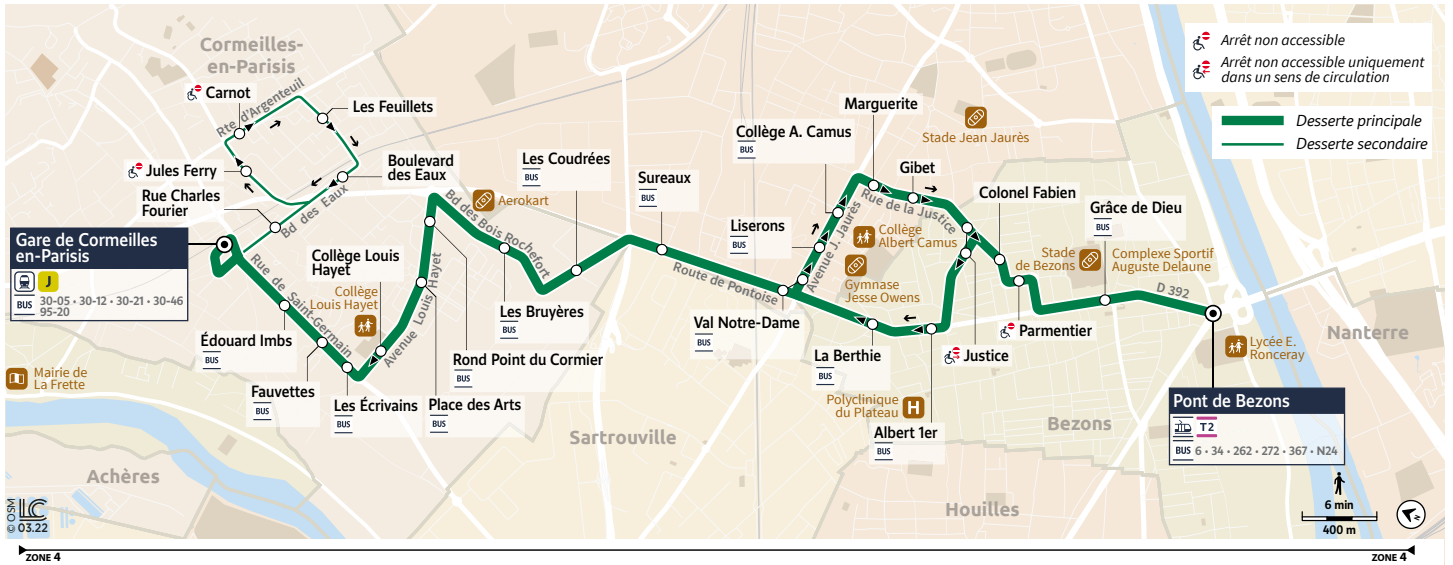 Cormeilles-
en-Parisis
Carnot
Rte d'Argenteuil
Les Feuillets
Jules Ferry
Rue Charles
Fourier
Bd des Eaux
Boulevard
des Eaux
BUS
Gare de Cormeilles
en-Parisis
J
BUS 30-05 • 30-12 • 30-21 • 30-46
95-20
Rue de Saint-Germain
Collège Louis
Hayet
Collège
Louis Hayet
Avenue Louis Hayet
Édouard Imbs
BUS
Fauvettes
BUS
Les Écrivains
BUS
Place des Arts
BUS
Rond Point du Cormier
BUS
Aerokart
Bd des Bois Rochefort
Les Bruyères
BUS
Les Coudrées
BUS
Sureaux
BUS
Route de Pontoise
Val Notre-Dame
BUS
Liserons
BUS
Collège A. Camus
BUS
Avenue J. Jaurès
Marguerite
Stade Jean Jaurès
Gibet
Rue de la Justice
Collège
Albert Camus
Gymnase
Jesse Owens
Colonel Fabien
Justice
Parmentier
La Berthie
BUS
Albert 1er
BUS
Polyclinique
du Plateau
H
Stade
de Bezons
Grâce de Dieu
BUS
Complexe Sportif
Auguste Delaune
D 392
Lycée E.
Ronceray
Pont de Bezons
T2
BUS 6 • 34 • 262 • 272 • 367 • N24
Nanterre
Bezons
Houilles
Sartrouville
Achères
Mairie de
La Frette
Arrêt non accessible
Arrêt non accessible uniquement
dans un sens de circulation
Desserte principale
Desserte secondaire
6 min
400 m
© OSM
LC
03.22
ZONE 4
ZONE 4